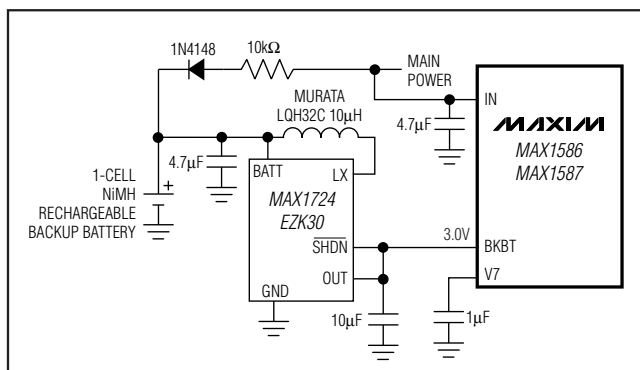 1N4148
10kΩ
MAIN
POWER
MURATA
LQH32C 10µH
IN
4.7µF
MAXIM
MAX1586
MAX1587
4.7µF
BATT
LX
1-CELL
NiMH
RECHARGEABLE
BACKUP BATTERY
+
MAX1724
EZK30
SHDN
3.0V
BKBT
OUT
V7
GND
10µF
1µF